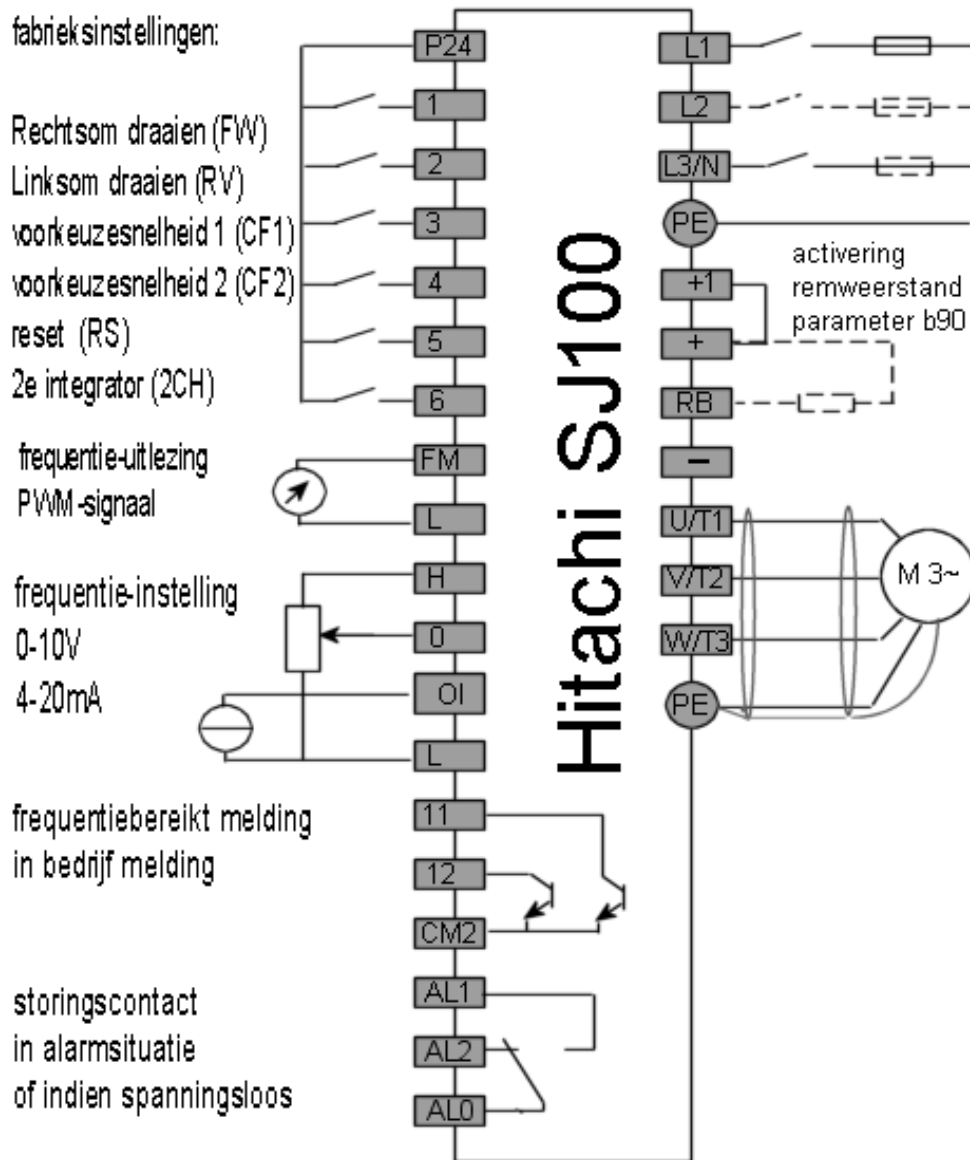 fabrieksinstellingen:
Rechtsom draaien (FW)
Linksom draaien (RV)
voorkeuzesnelheid 1 (CF1)
voorkeuzesnelheid 2 (CF2)
reset (RS)
2e integrator (2CH)
frequentie-uitlezing
PWM-signaal
frequentie-instelling
0-10V
4-20mA
frequentiebereikt melding
in bedrijf melding
storingscontact
in alarmsituatie
of indien spanningsloos
P24
1
2
3
4
5
6
FM
L
H
0
OI
L
11
12
CM2
AL1
AL2
AL0
Hitachi SJ100
L1
L2
L3/N
PE
+1
+
RB
−
U/T1
V/T2
W/T3
PE
activering
remweerstand
parameter b90
M 3~